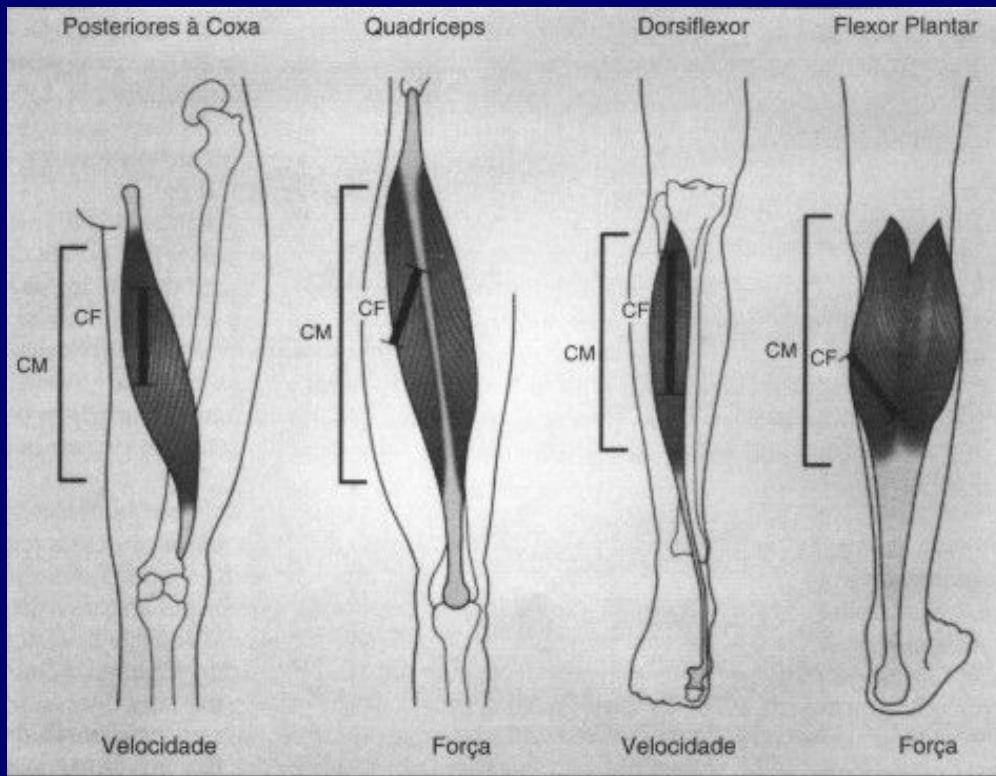 Posteriores à Coxa
Quadríceps
Dorsiflexor
Flexor Plantar
CF
CM
CF
CM
CF
CM
CM
CF
Velocidade
Força
Velocidade
Força